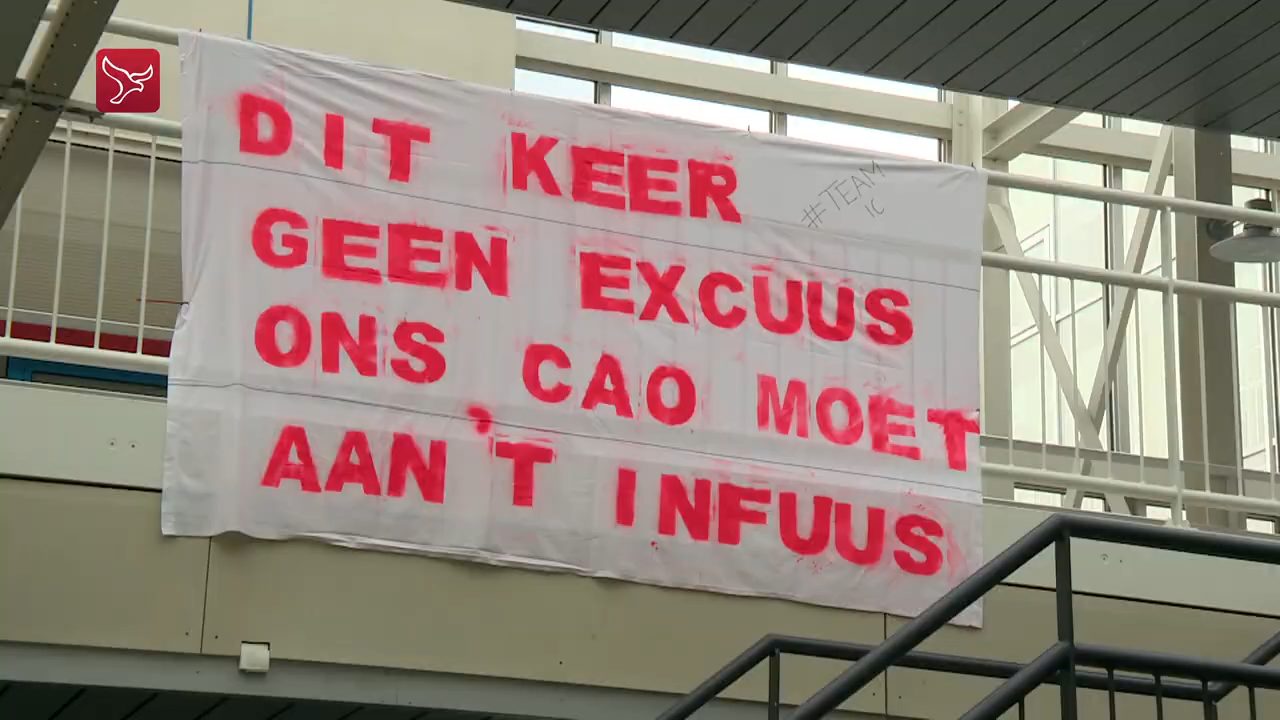 DIT KEER
#TEAM
IC
GEEN EXCUUS
ONS CAO MOET
AAN 'T INFUUS